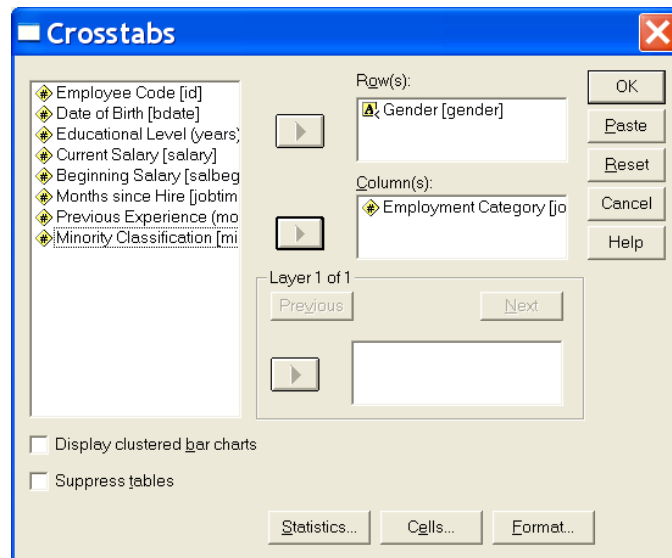 Crosstabs
Employee Code [id]
Date of Birth [bdate]
Educational Level (years)
Current Salary [salary]
Beginning Salary [salbeg
Months since Hire [jobtim
Previous Experience (mo
Minority Classification [mi
Row(s):
Gender [gender]
Column(s):
Employment Category [jo
Layer 1 of 1
Previous
Next
OK
Paste
Reset
Cancel
Help
Display clustered bar charts
Suppress tables
Statistics...
Cells...
Format...